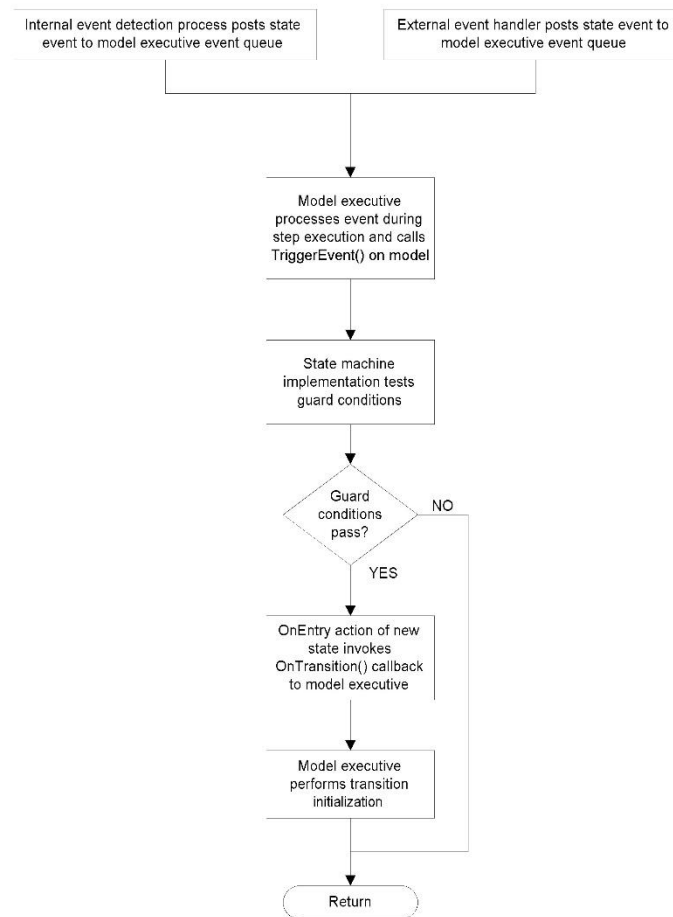 Internal event detection process posts state
event to model executive event queue
External event handler posts state event to
model executive event queue
Model executive
processes event during
step execution and calls
TriggerEvent() on model
State machine
implementation tests
guard conditions
Guard
conditions
pass?
NO
YES
OnEntry action of new
state invokes
OnTransition() callback
to model executive
Model executive
performs transition
initialization
Return